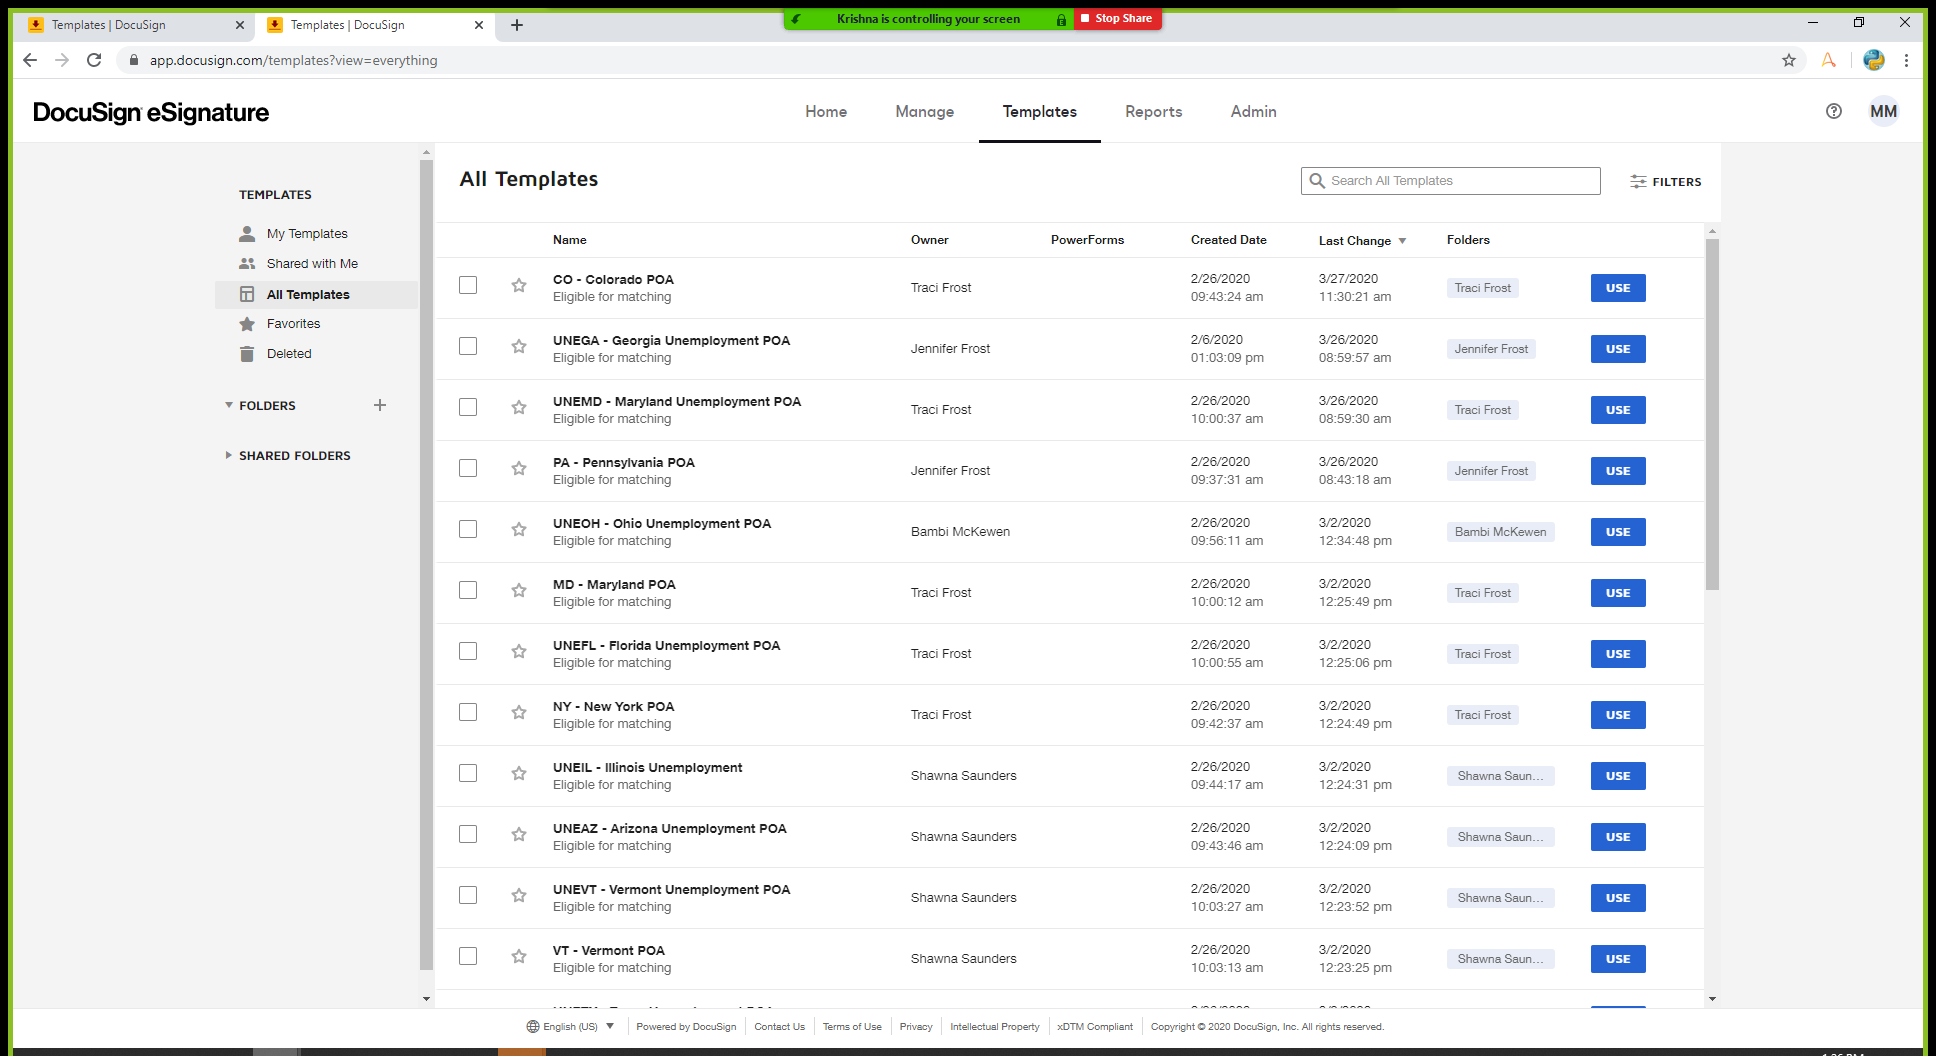 Templates | DocuSign
Templates | DocuSign
Krishna is controlling your screen
Stop Share
app.docusign.com/templates?view=everything
DocuSign eSignature
Home
Manage
Templates
Reports
Admin
MM
TEMPLATES
My Templates
Shared with Me
All Templates
Favorites
Deleted
FOLDERS
SHARED FOLDERS
All Templates
Search All Templates
FILTERS
Name Owner PowerForms Created Date Last Change Folders
CO - Colorado POA
Eligible for matching
Traci Frost
2/26/2020
09:43:24 am
3/27/2020
11:30:21 am
Traci Frost
USE
UNEGA - Georgia Unemployment POA
Eligible for matching
Jennifer Frost
2/6/2020
01:03:09 pm
3/26/2020
08:59:57 am
Jennifer Frost
USE
UNEMD - Maryland Unemployment POA
Eligible for matching
Traci Frost
2/26/2020
10:00:37 am
3/26/2020
08:59:30 am
Traci Frost
USE
PA - Pennsylvania POA
Eligible for matching
Jennifer Frost
2/26/2020
09:37:31 am
3/26/2020
08:43:18 am
Jennifer Frost
USE
UNEOH - Ohio Unemployment POA
Eligible for matching
Bambi McKewen
2/26/2020
09:56:11 am
3/2/2020
12:34:48 pm
Bambi McKewen
USE
MD - Maryland POA
Eligible for matching
Traci Frost
2/26/2020
10:00:12 am
3/2/2020
12:25:49 pm
Traci Frost
USE
UNEFL - Florida Unemployment POA
Eligible for matching
Traci Frost
2/26/2020
10:00:55 am
3/2/2020
12:25:06 pm
Traci Frost
USE
NY - New York POA
Eligible for matching
Traci Frost
2/26/2020
09:42:37 am
3/2/2020
12:24:49 pm
Traci Frost
USE
UNEIL - Illinois Unemployment
Eligible for matching
Shawna Saunders
2/26/2020
09:44:17 am
3/2/2020
12:24:31 pm
Shawna Saun...
USE
UNEAZ - Arizona Unemployment POA
Eligible for matching
Shawna Saunders
2/26/2020
09:43:46 am
3/2/2020
12:24:09 pm
Shawna Saun...
USE
UNEVT - Vermont Unemployment POA
Eligible for matching
Shawna Saunders
2/26/2020
10:03:27 am
3/2/2020
12:23:52 pm
Shawna Saun...
USE
VT - Vermont POA
Eligible for matching
Shawna Saunders
2/26/2020
10:03:13 am
3/2/2020
12:23:25 pm
Shawna Saun...
USE
English (US)
Powered by DocuSign
Contact Us
Terms of Use
Privacy
Intellectual Property
xDTM Compliant
Copyright © 2020 DocuSign, Inc. All rights reserved.